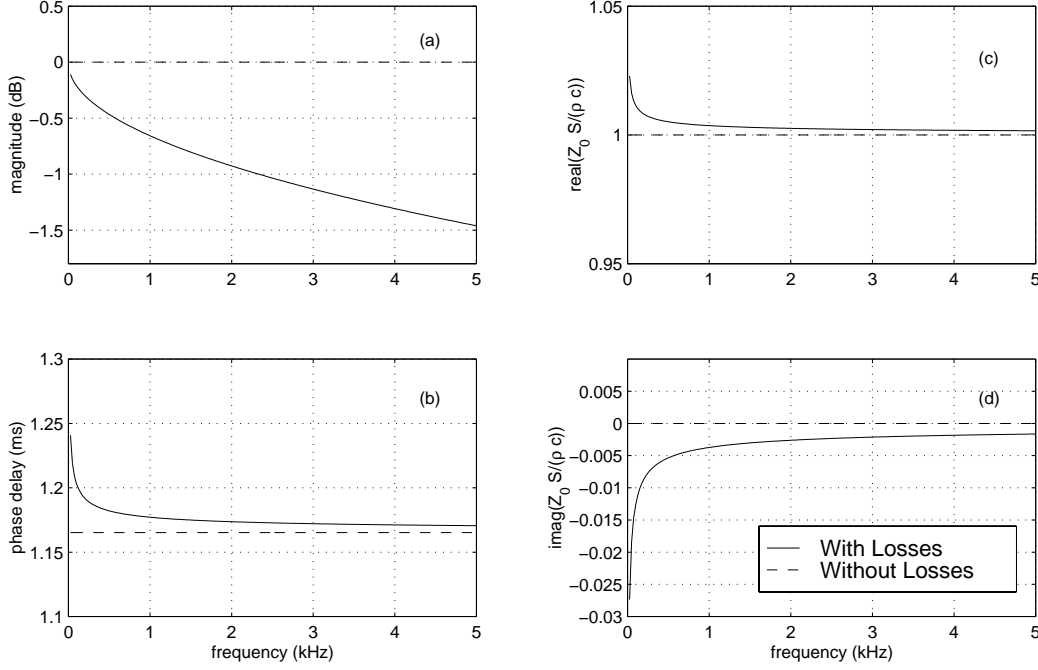 0.5
0
−0.5
−1
−1.5
magnitude (dB)
(a)
0 1 2 3 4 5
1.05
1
0.95
real(Z0 S/(ρ c))
(c)
0 1 2 3 4 5
1.3
1.25
1.2
1.15
1.1
phase delay (ms)
(b)
0 1 2 3 4 5
frequency (kHz)
0.005
0
−0.005
−0.01
−0.015
−0.02
−0.025
−0.03
imag(Z0 S/(ρ c))
(d)
With Losses
Without Losses
0 1 2 3 4 5
frequency (kHz)